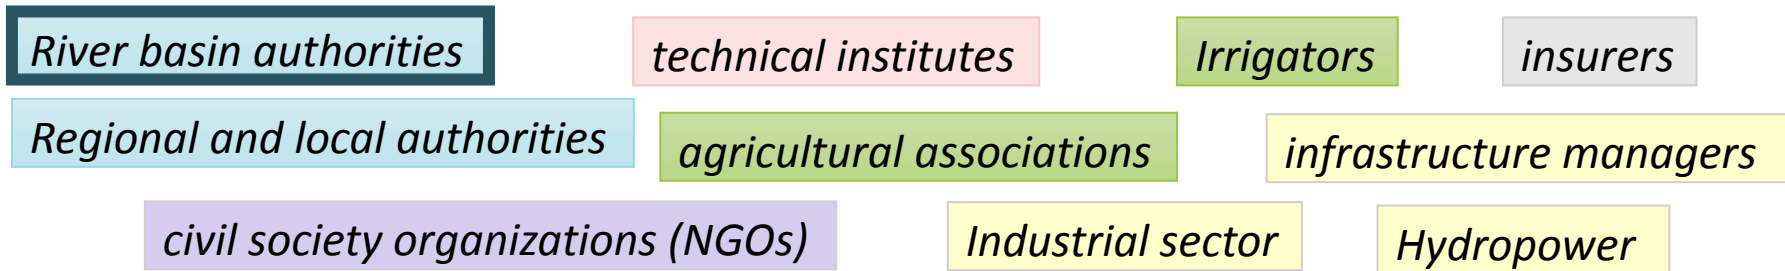 River basin authorities
technical institutes
Irrigators
insurers
Regional and local authorities
agricultural associations
infrastructure managers
civil society organizations (NGOs)
Industrial sector
Hydropower